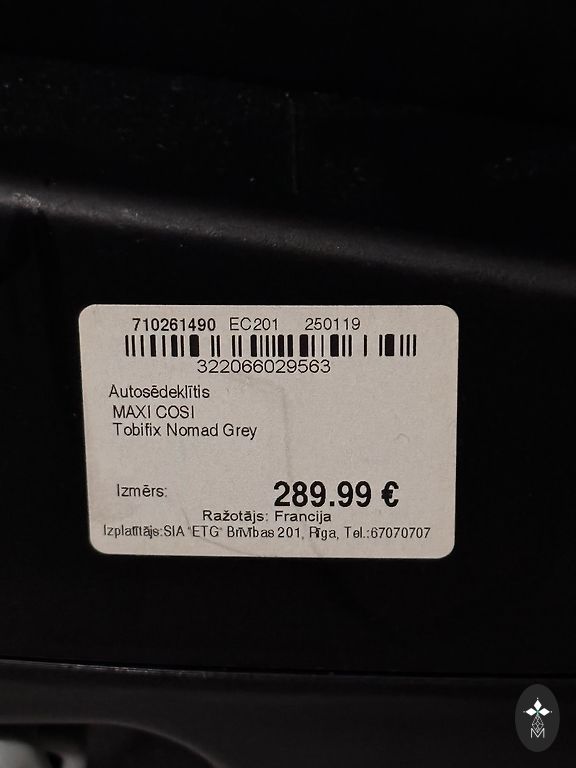 710261490 EC201 250119
322066029563
Autosēdeklītis
MAXI COSI
Tobifix Nomad Grey
Izmērs:
289.99 €
Ražotājs: Francija
Izplatītājs:SIA "ETG" Brīvības 201, Rīga, Tel.:67070707
M